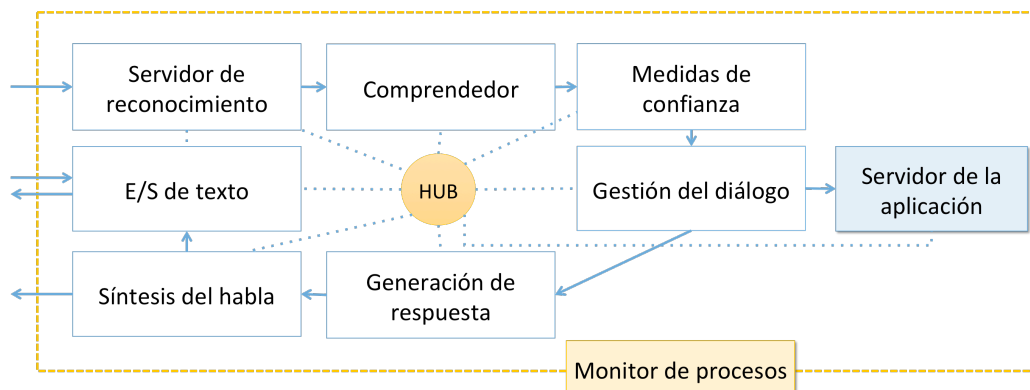 Servidor de
reconocimiento
Comprendedor
Medidas de
confianza
E/S de texto
HUB
Gestión del diálogo
Servidor de la
aplicación
Síntesis del habla
Generación de
respuesta
Monitor de procesos